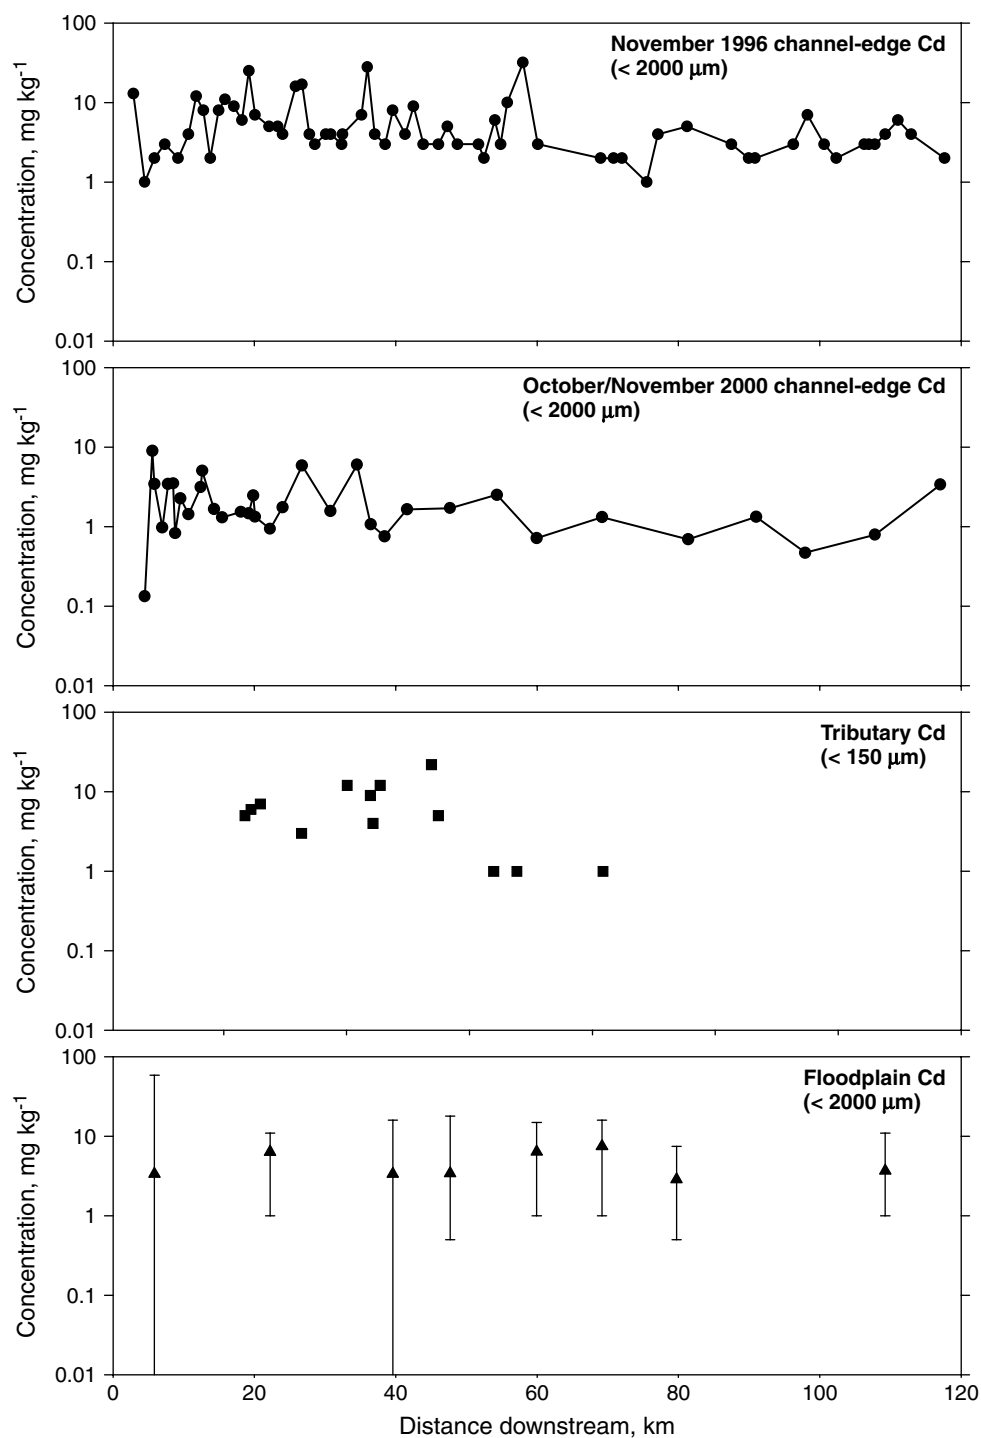 November 1996 channel-edge Cd
(< 2000 µm)
Concentration, mg kg-1
100
10
1
0.1
0.01
October/November 2000 channel-edge Cd
(< 2000 µm)
Concentration, mg kg-1
100
10
1
0.1
0.01
Tributary Cd
(< 150 µm)
Concentration, mg kg-1
100
10
1
0.1
0.01
Floodplain Cd
(< 2000 µm)
Concentration, mg kg-1
100
10
1
0.1
0.01
0 20 40 60 80 100 120
Distance downstream, km